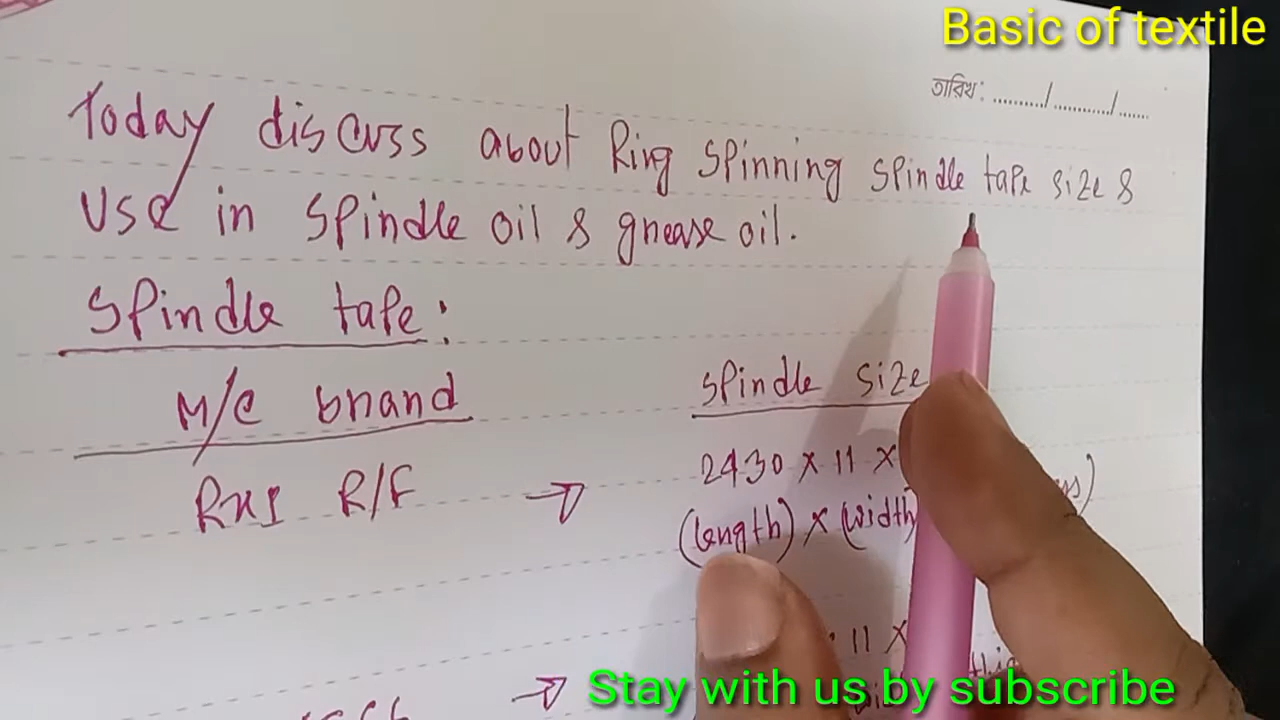 Basic of textile
তারিখ: ........../.........../......
Today discuss about Ring Spinning spindle tape size &
use in spindle oil & grease oil.
Spindle tape:
M/C brand
Spindle size
RXI R/F → 2430 x 11 x
(length) x (width
→ 11 x
Stay with us by subscribe